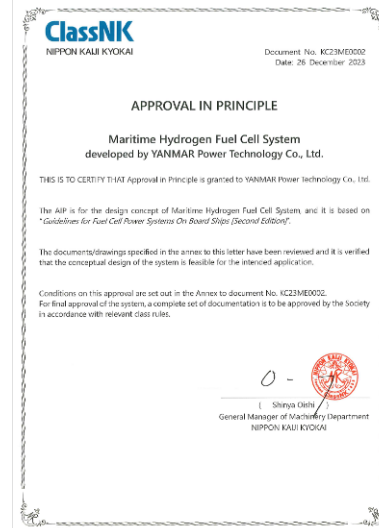 ClassNK
NIPPON KAIJI KYOKAI
Document No. KC23ME0002
Date: 26 December 2023
APPROVAL IN PRINCIPLE
Maritime Hydrogen Fuel Cell System
developed by YANMAR Power Technology Co., Ltd.
THIS IS TO CERTIFY THAT Approval in Principle is granted to YANMAR Power Technology Co., Ltd.
The AIP is for the design concept of Maritime Hydrogen Fuel Cell System, and it is based on
"Guidelines for Fuel Cell Power Systems On Board Ships [Second Edition]".
The documents/drawings specified in the annex to this letter have been reviewed and it is verified
that the conceptual design of the system is feasible for the intended application.
Conditions on this approval are set out in the Annex to document No. KC23ME0002.
For final approval of the system, a complete set of documentation is to be approved by the Society
in accordance with relevant class rules.
NIPPON KAIJI KYOKAI
ClassNK
( Shinya Oishi )
General Manager of Machinery Department
NIPPON KAIJI KYOKAI